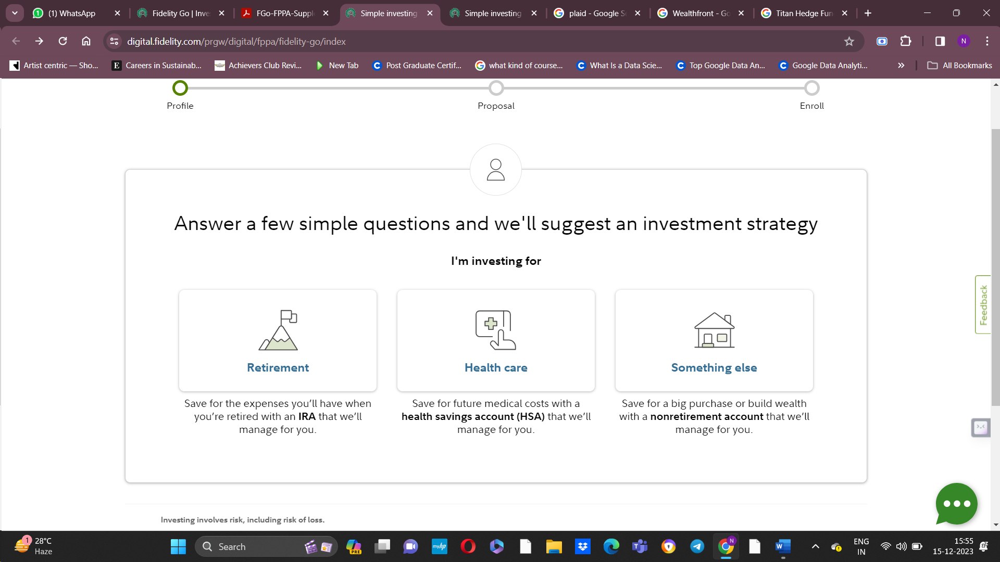 (1) WhatsApp
Fidelity Go | Inve
FGo-FPPA-Suppl
Simple investing
Simple investing
plaid - Google Se
Wealthfront - Go
Titan Hedge Fun
digital.fidelity.com/prgw/digital/fppa/fidelity-go/index
N
Artist centric — Sho...
Careers in Sustainab...
Achievers Club Revi...
New Tab
Post Graduate Certif...
what kind of course...
What Is a Data Scie...
Top Google Data An...
Google Data Analyti...
All Bookmarks
Profile
Proposal
Enroll
Answer a few simple questions and we'll suggest an investment strategy
I'm investing for
Retirement
Save for the expenses you’ll have when
you’re retired with an IRA that we’ll
manage for you.
Health care
Save for future medical costs with a
health savings account (HSA) that we’ll
manage for you.
Something else
Save for a big purchase or build wealth
with a nonretirement account that we’ll
manage for you.
Feedback
Investing involves risk, including risk of loss.
1
28°C
Haze
Search
PRE
myhp
N
ENG
IN
15:55
15-12-2023